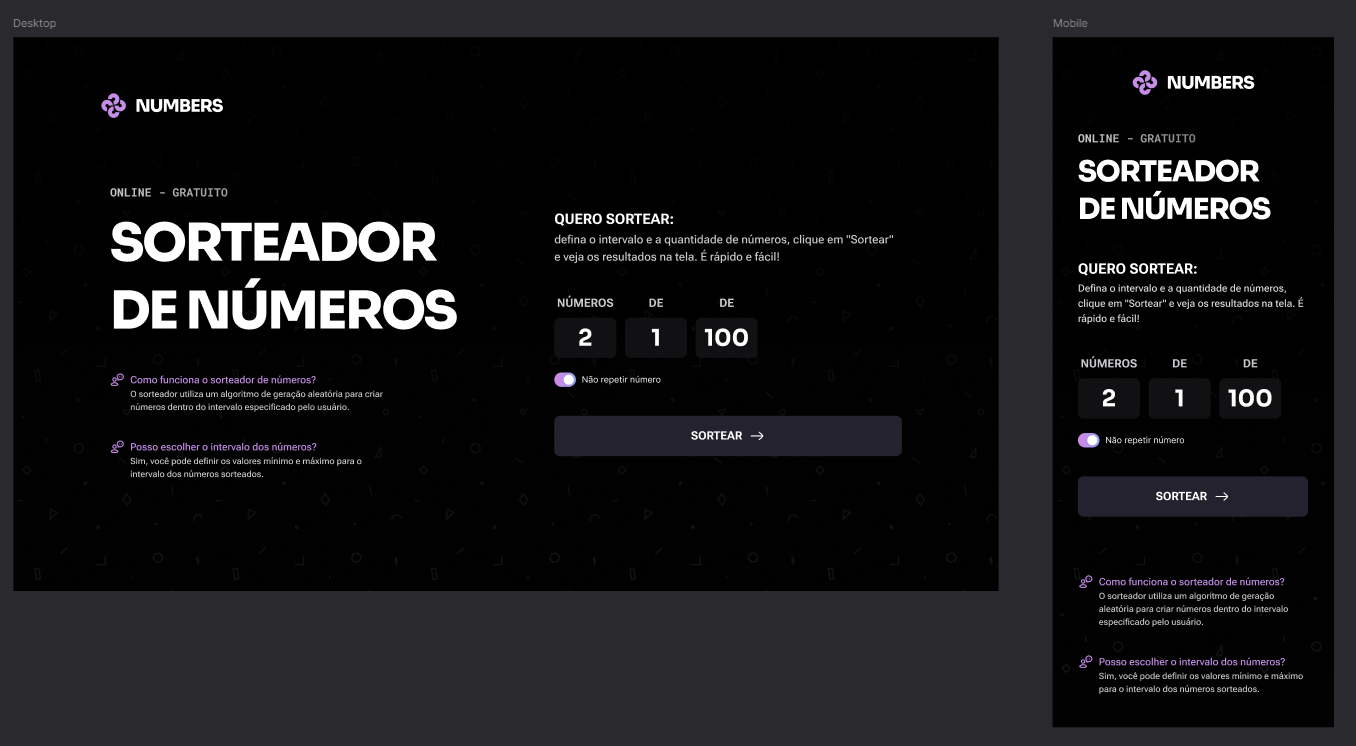 Desktop
NUMBERS
ONLINE – GRATUITO
SORTEADOR
DE NÚMEROS
Como funciona o sorteador de números?
O sorteador utiliza um algoritmo de geração aleatória para criar
números dentro do intervalo especificado pelo usuário.
Posso escolher o intervalo dos números?
Sim, você pode definir os valores mínimo e máximo para o
intervalo dos números sorteados.
QUERO SORTEAR:
defina o intervalo e a quantidade de números, clique em "Sortear"
e veja os resultados na tela. É rápido e fácil!
NÚMEROS DE DE
2 1 100
Não repetir número
SORTEAR
Mobile
NUMBERS
ONLINE – GRATUITO
SORTEADOR
DE NÚMEROS
QUERO SORTEAR:
Defina o intervalo e a quantidade de números,
clique em "Sortear" e veja os resultados na tela. É
rápido e fácil!
NÚMEROS DE DE
2 1 100
Não repetir número
SORTEAR
Como funciona o sorteador de números?
O sorteador utiliza um algoritmo de geração
aleatória para criar números dentro do intervalo
especificado pelo usuário.
Posso escolher o intervalo dos números?
Sim, você pode definir os valores mínimo e máximo
para o intervalo dos números sorteados.